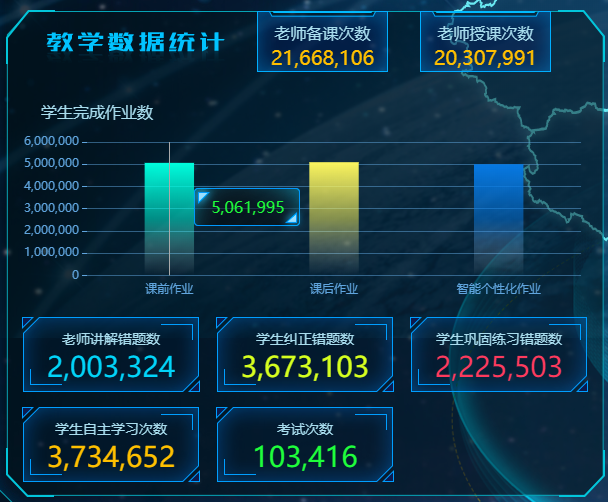 教学数据统计
老师备课次数
21,668,106
老师授课次数
20,307,991
学生完成作业数
6,000,000
5,000,000
4,000,000
3,000,000
2,000,000
1,000,000
0
5,061,995
课前作业
课后作业
智能个性化作业
老师讲解错题数
2,003,324
学生纠正错题数
3,673,103
学生巩固练习错题数
2,225,503
学生自主学习次数
3,734,652
考试次数
103,416